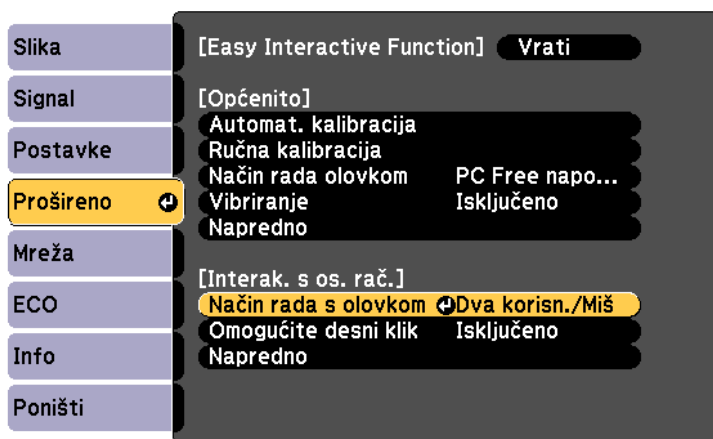 Slika
Signal
Postavke
Prošireno
Mreža
ECO
Info
Poništi
[Easy Interactive Function] Vrati
[Općenito]
Automat. kalibracija
Ručna kalibracija
Način rada olovkom PC Free napo...
Vibriranje Isključeno
Napredno
[Interak. s os. rač.]
Način rada s olovkom Dva korisn./Miš
Omogućite desni klik Isključeno
Napredno